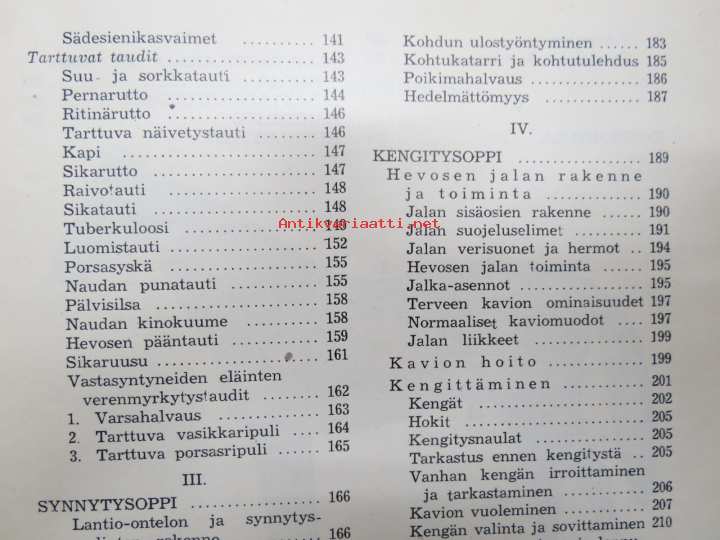 Sädesienikasvaimet .......... 141
Tarttuvat taudit .............. 143
Suu- ja sorkkatauti .......... 143
Pernarutto .................. 144
Ritinärutto .................. 146
Tarttuva näivetystauti ........ 146
Kapi ...................... 147
Sikarutto .................. 147
Raivotauti .................. 148
Sikatauti .................. 148
Tuberkuloosi ................ 149
Luomistauti ................ 152
Porsasyskä .................. 155
Naudan punatauti ............ 155
Pälvisilsa .................. 158
Naudan kinokuume .......... 158
Hevosen pääntauti .......... 159
Sikaruusu .................. 161
Vastasyntyneiden eläinten
verenmyrkytystaudit ........ 162
1. Varsahalvaus ............ 163
2. Tarttuva vasikkaripuli .... 164
3. Tarttuva porsasripuli ...... 165
III.
SYNNYTYSOPPI .................. 166
Lantio-ontelon ja synnytys-
166
Kohdun ulostyöntyminen ...... 183
Kohtukatarri ja kohtutulehdus 185
Poikimahalvaus .............. 186
Hedelmättömyys .............. 187
IV.
KENGITYSOPPI .................. 189
Hevosen jalan rakenne
ja toiminta .............. 190
Jalan sisäosien rakenne ...... 190
Jalan suojeluselimet .......... 191
Jalan verisuonet ja hermot .. 194
Hevosen jalan toiminta ...... 195
Jalka-asennot ................ 195
Terveen kavion ominaisuudet 197
Normaaliset kaviomuodot .... 197
Jalan liikkeet .............. 199
Kavion hoito .............. 199
Kengittäminen ............ 201
Kengät .................... 202
Hokit ...................... 205
Kengitysnaulat .............. 205
Tarkastus ennen kengitystä .. 205
Vanhan kengän irroittaminen
ja tarkastaminen .......... 206
Kavion vuoleminen .......... 207
Kengän valinta ja sovittaminen 210
Antikvariaatti.net